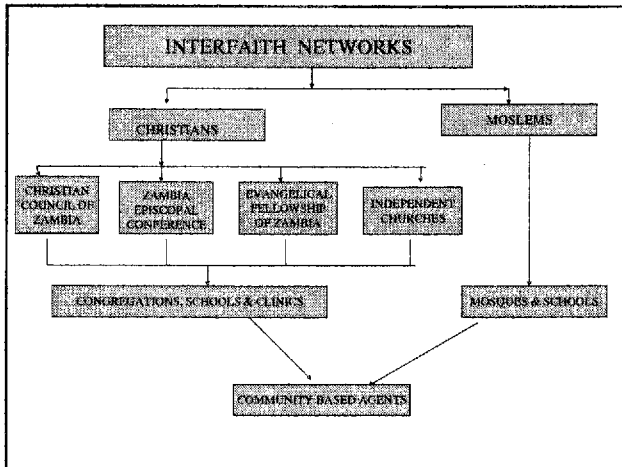 INTERFAITH NETWORKS
CHRISTIANS
MOSLEMS
CHRISTIAN
COUNCIL OF
ZAMBIA
ZAMBIA
EPISCOPAL
CONFERENCE
EVANGELICAL
FELLOWSHIP
OF ZAMBIA
INDEPENDENT
CHURCHES
CONGREGATIONS, SCHOOLS & CLINICS
MOSQUES & SCHOOLS
COMMUNITY BASED AGENTS